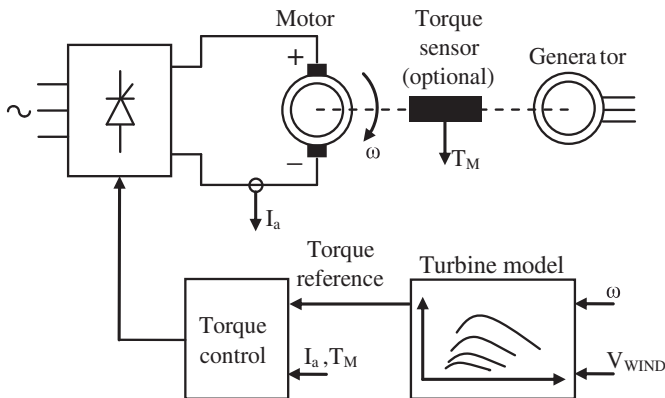 Motor
Torque
sensor
(optional)
Generator
+
−
~
ω
T_M
I_a
Torque
reference
Turbine model
Torque
control
I_a ,T_M
ω
V_WIND